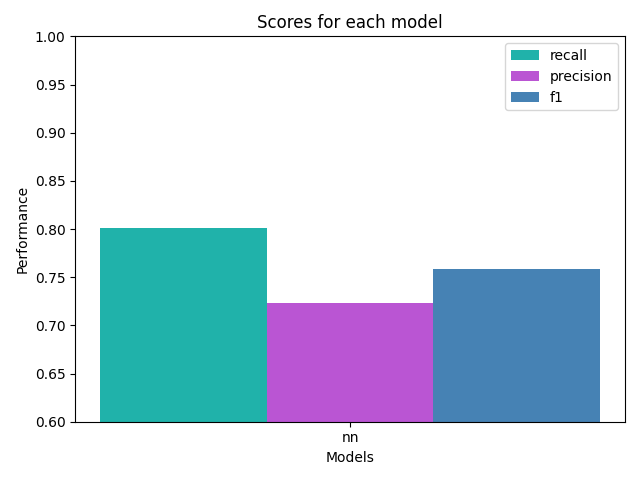 Scores for each model
1.00
0.95
0.90
0.85
0.80
0.75
0.70
0.65
0.60
Performance
recall
precision
f1
nn
Models